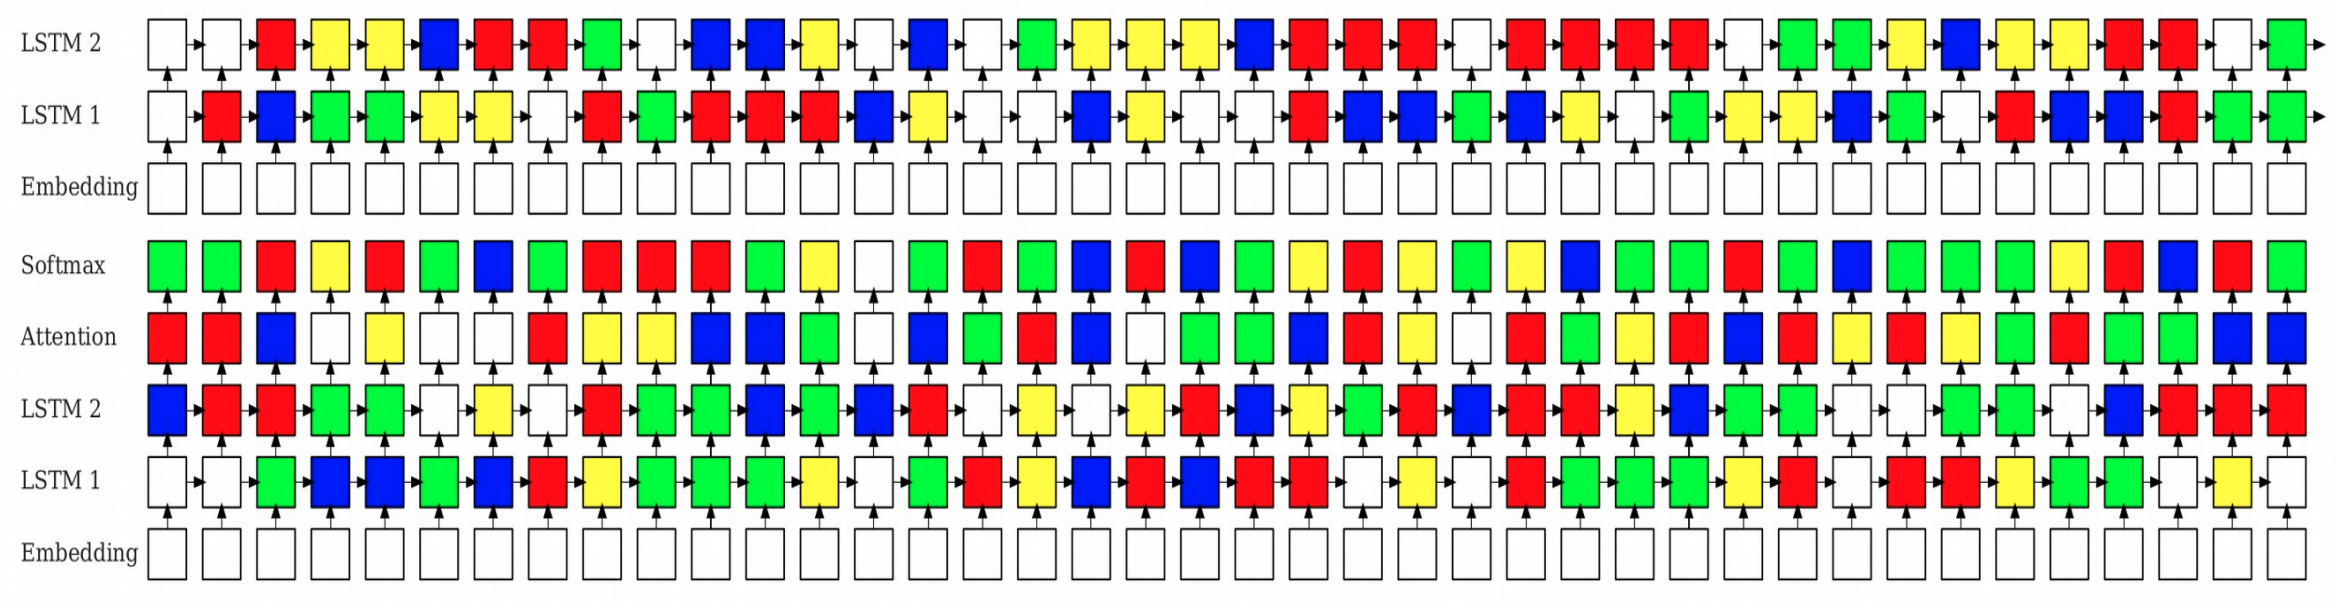 LSTM 2
LSTM 1
Embedding
Softmax
Attention
LSTM 2
LSTM 1
Embedding